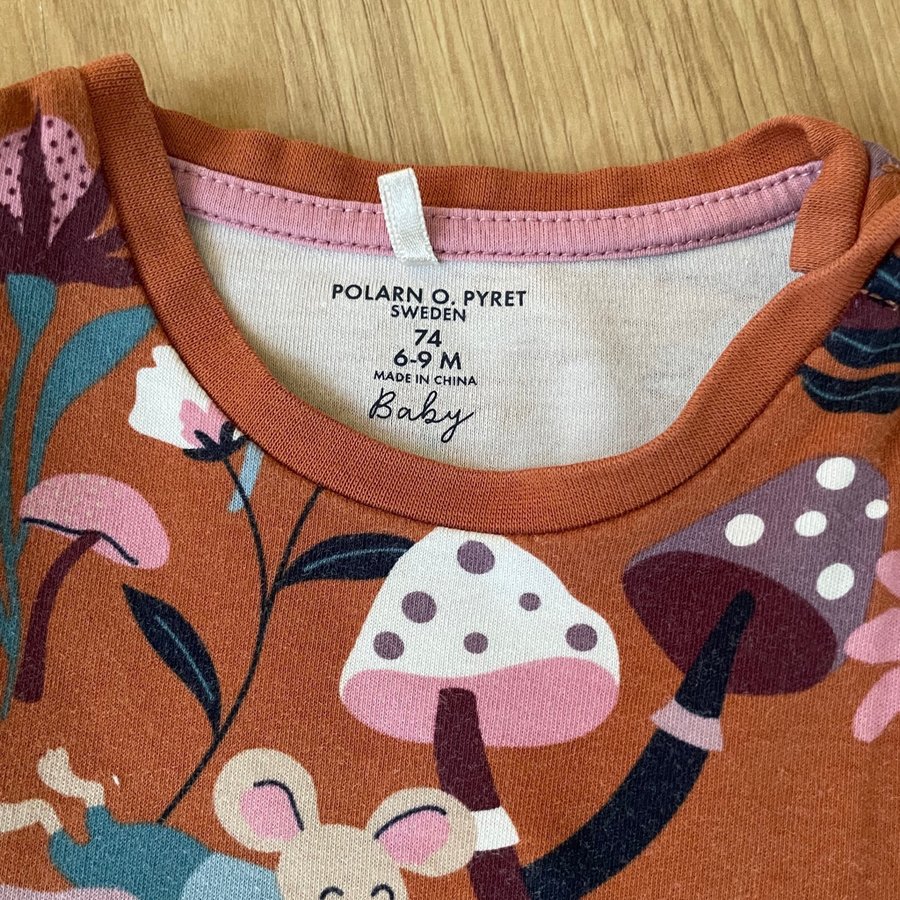 POLARN O. PYRET
SWEDEN
74
6-9 M
MADE IN CHINA
Baby